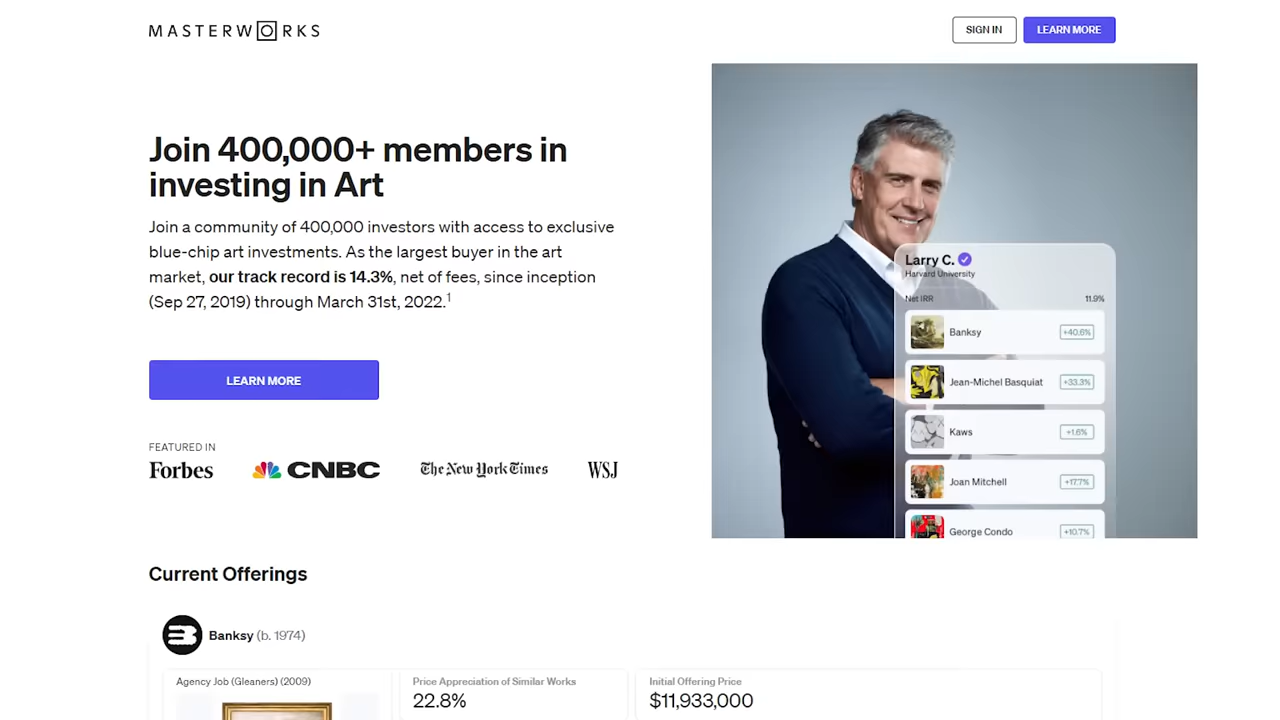 MASTERWORKS
SIGN IN
LEARN MORE
Join 400,000+ members in
investing in Art
Join a community of 400,000 investors with access to exclusive
blue-chip art investments. As the largest buyer in the art
market, our track record is 14.3%, net of fees, since inception
(Sep 27, 2019) through March 31st, 2022.1
LEARN MORE
FEATURED IN
Forbes
CNBC
The New York Times
WSJ
Larry C.
Harvard University
Net IRR 11.9%
Banksy +40.6%
Jean-Michel Basquiat +33.3%
Kaws +1.6%
Joan Mitchell +17.7%
George Condo +10.7%
Current Offerings
Banksy (b. 1974)
Agency Job (Gleaners) (2009)
Price Appreciation of Similar Works
22.8%
Initial Offering Price
$11,933,000